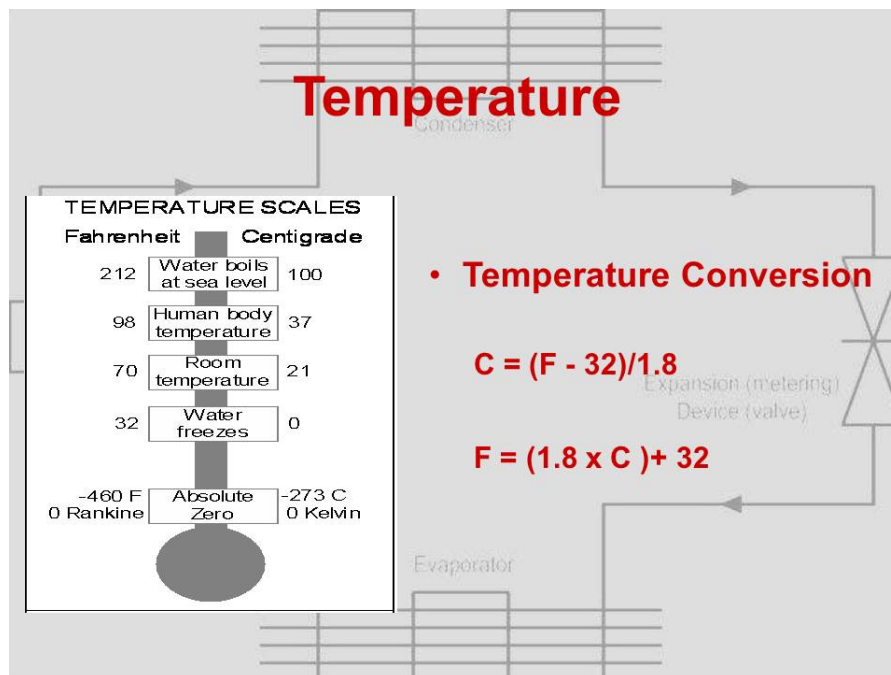 Temperature
Condenser
TEMPERATURE SCALES
Fahrenheit Centigrade
212 Water boils at sea level 100
98 Human body temperature 37
70 Room temperature 21
32 Water freezes 0
-460 F Absolute -273 C
0 Rankine Zero 0 Kelvin
• Temperature Conversion
C = (F - 32)/1.8
Expansion (metering)
Device (valve)
F = (1.8 x C )+ 32
Evaporator